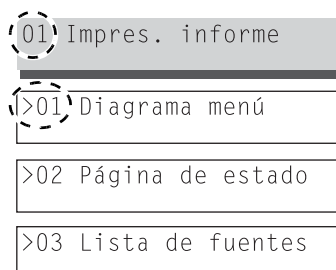 01 Impres. informe
>01 Diagrama menú
>02 Página de estado
>03 Lista de fuentes